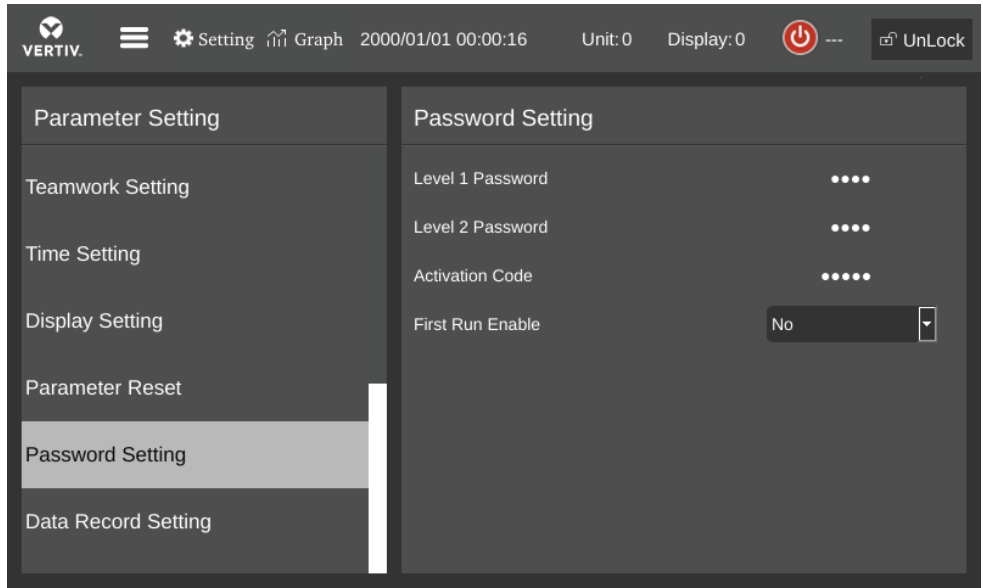 VERTIV. Setting Graph 2000/01/01 00:00:16 Unit: 0 Display: 0 --- UnLock
Parameter Setting
Teamwork Setting
Time Setting
Display Setting
Parameter Reset
Password Setting
Data Record Setting
Password Setting
Level 1 Password ••••
Level 2 Password ••••
Activation Code •••••
First Run Enable No